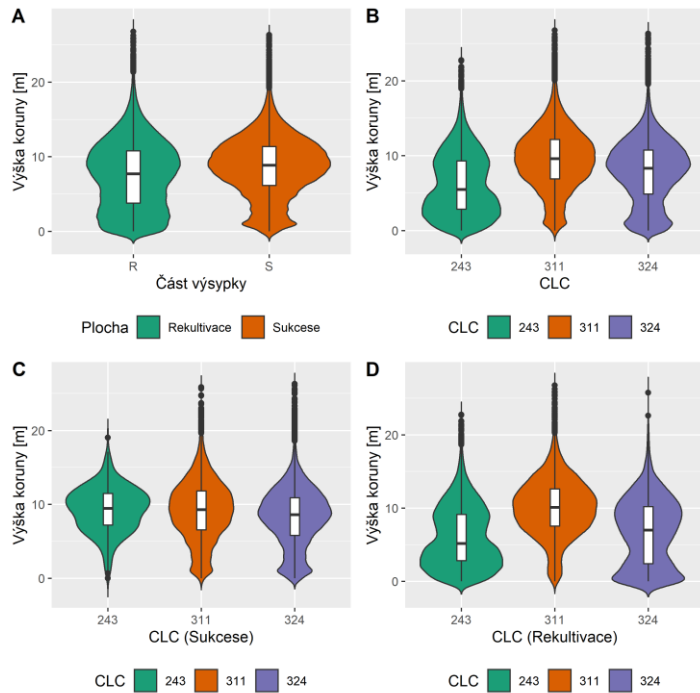 A
Výška koruny [m]
20
10
0
R
S
Část výsypky
Plocha
Rekultivace
Sukcese
B
Výška koruny [m]
20
10
0
243
311
324
CLC
CLC
243
311
324
C
Výška koruny [m]
20
10
0
243
311
324
CLC (Sukcese)
CLC
243
311
324
D
Výška koruny [m]
20
10
0
243
311
324
CLC (Rekultivace)
CLC
243
311
324